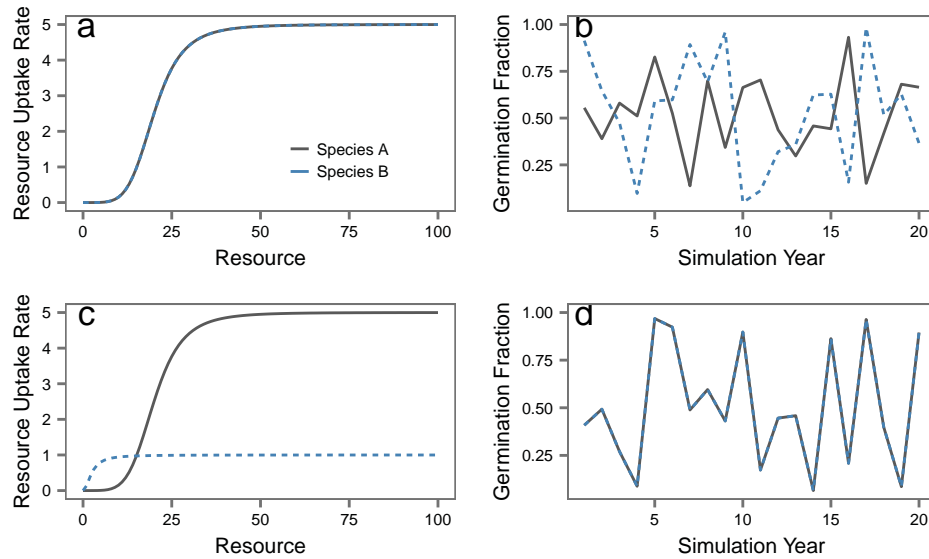 a
Resource Uptake Rate
5
4
3
2
1
0
Species A
Species B
0
25
50
75
100
Resource
b
Germination Fraction
1.00
0.75
0.50
0.25
5
10
15
20
Simulation Year
c
Resource Uptake Rate
5
4
3
2
1
0
0
25
50
75
100
Resource
d
Germination Fraction
1.00
0.75
0.50
0.25
5
10
15
20
Simulation Year